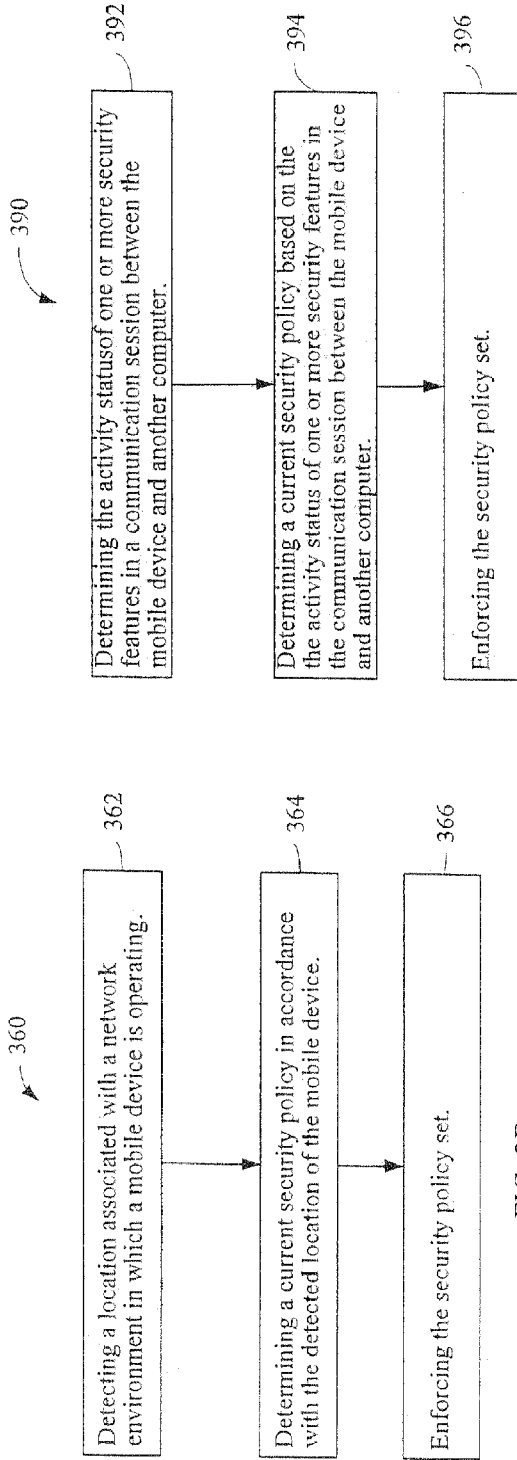 360
Detecting a location associated with a network
environment in which a mobile device is operating.
362
Determining a current security policy in accordance
with the detected location of the mobile device.
364
Enforcing the security policy set.
366
390
Determining the activity statusof one or more security
features in a communication session between the
mobile device and another computer.
392
Determining a current security policy based on the
the activity status of one or more security features in
the communication session between the mobile device
and another computer.
394
Enforcing the security policy set.
396